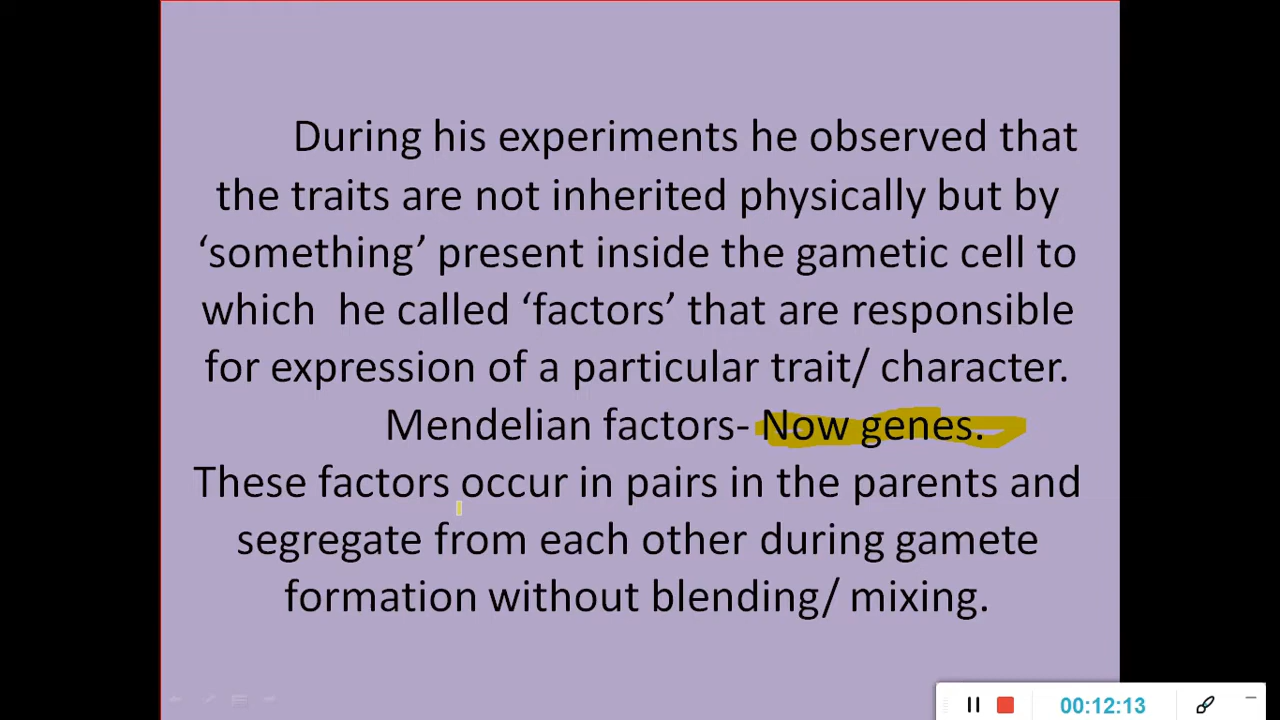 During his experiments he observed that
the traits are not inherited physically but by
‘something’ present inside the gametic cell to
which he called ‘factors’ that are responsible
for expression of a particular trait/ character.
Mendelian factors- Now genes.
These factors occur in pairs in the parents and
segregate from each other during gamete
formation without blending/ mixing.
00:12:13